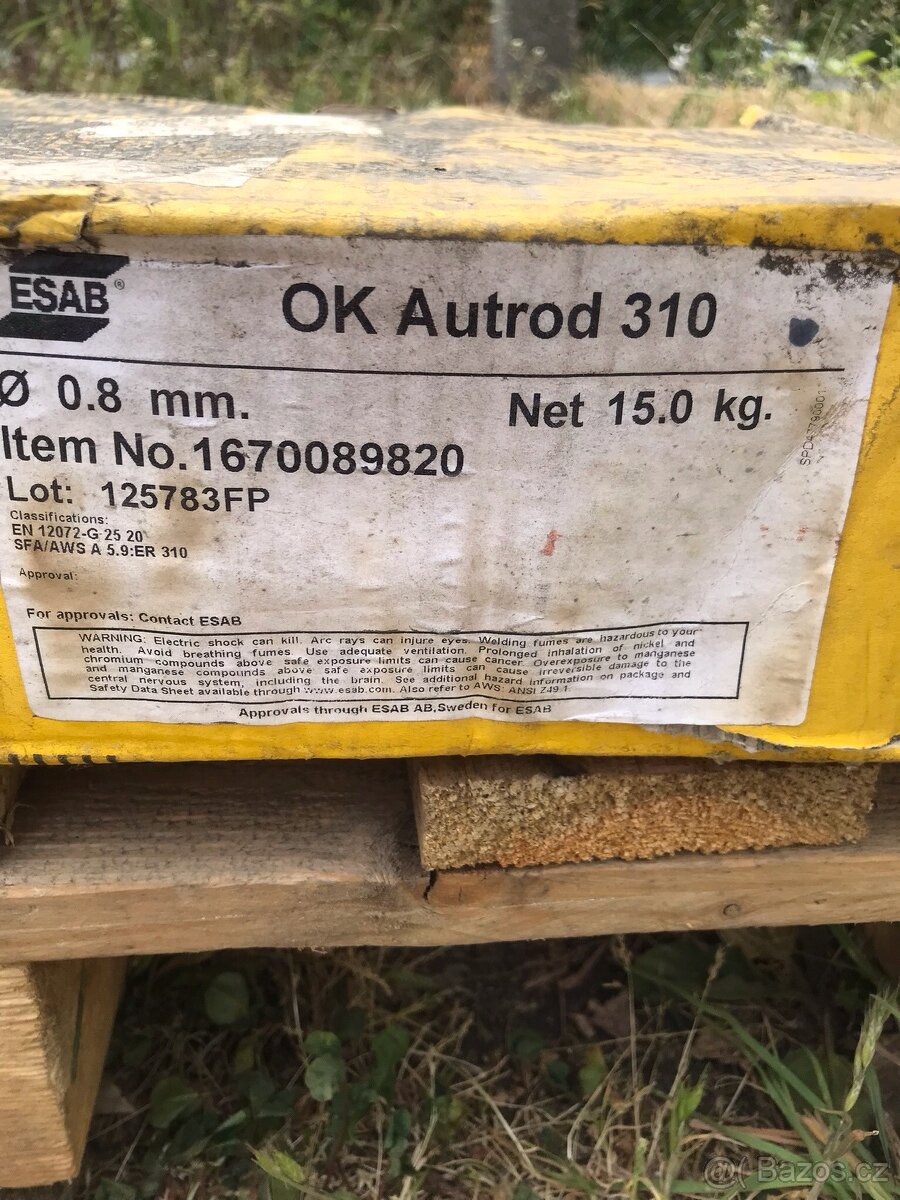 ESAB®
OK Autrod 310
Ø 0.8 mm.
Net 15.0 kg.
Item No.1670089820
Lot: 125783FP
Classifications:
EN 12072-G 25 20
SFA/AWS A 5.9:ER 310
Approval:
For approvals: Contact ESAB
WARNING: Electric shock can kill. Arc rays can injure eyes. Welding fumes are hazardous to your
health. Avoid breathing fumes. Use adequate ventilation. Prolonged inhalation of nickel and
chromium compounds above safe exposure limits can cause cancer. Overexposure to manganese
and manganese compounds above safe exposure limits can cause irreversible damage to the
central nervous system, including the brain. See additional hazard information on package and
Safety Data Sheet available through www.esab.com. Also refer to AWS: ANSI Z49.1.
Approvals through ESAB AB,Sweden for ESAB
Bazos.cz